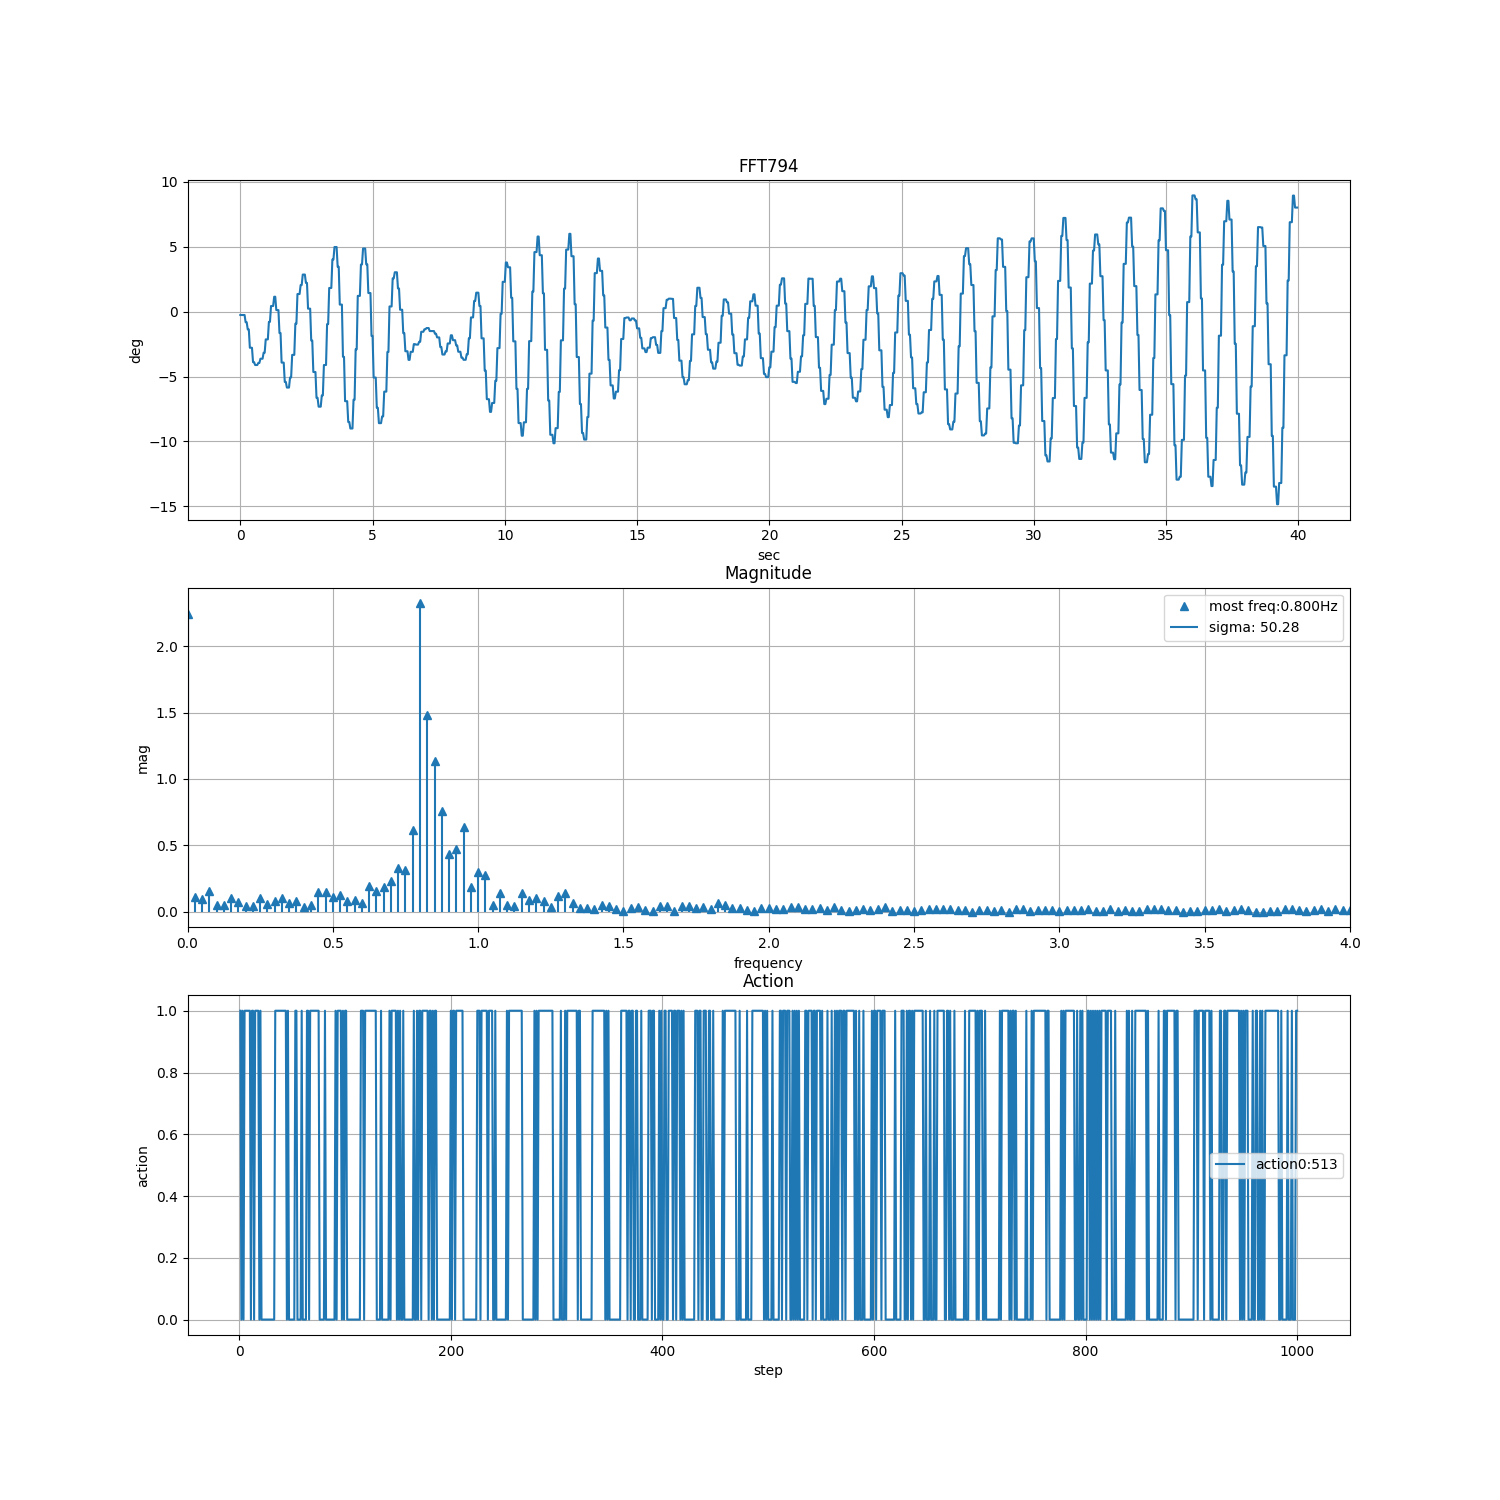 FFT794
10
5
0
−5
−10
−15
deg
0 5 10 15 20 25 30 35 40
sec
Magnitude
most freq:0.800Hz
sigma: 50.28
2.0
1.5
1.0
0.5
0.0
mag
0.0 0.5 1.0 1.5 2.0 2.5 3.0 3.5 4.0
frequency
Action
1.0
0.8
0.6
0.4
0.2
0.0
action
action0:513
0 200 400 600 800 1000
step